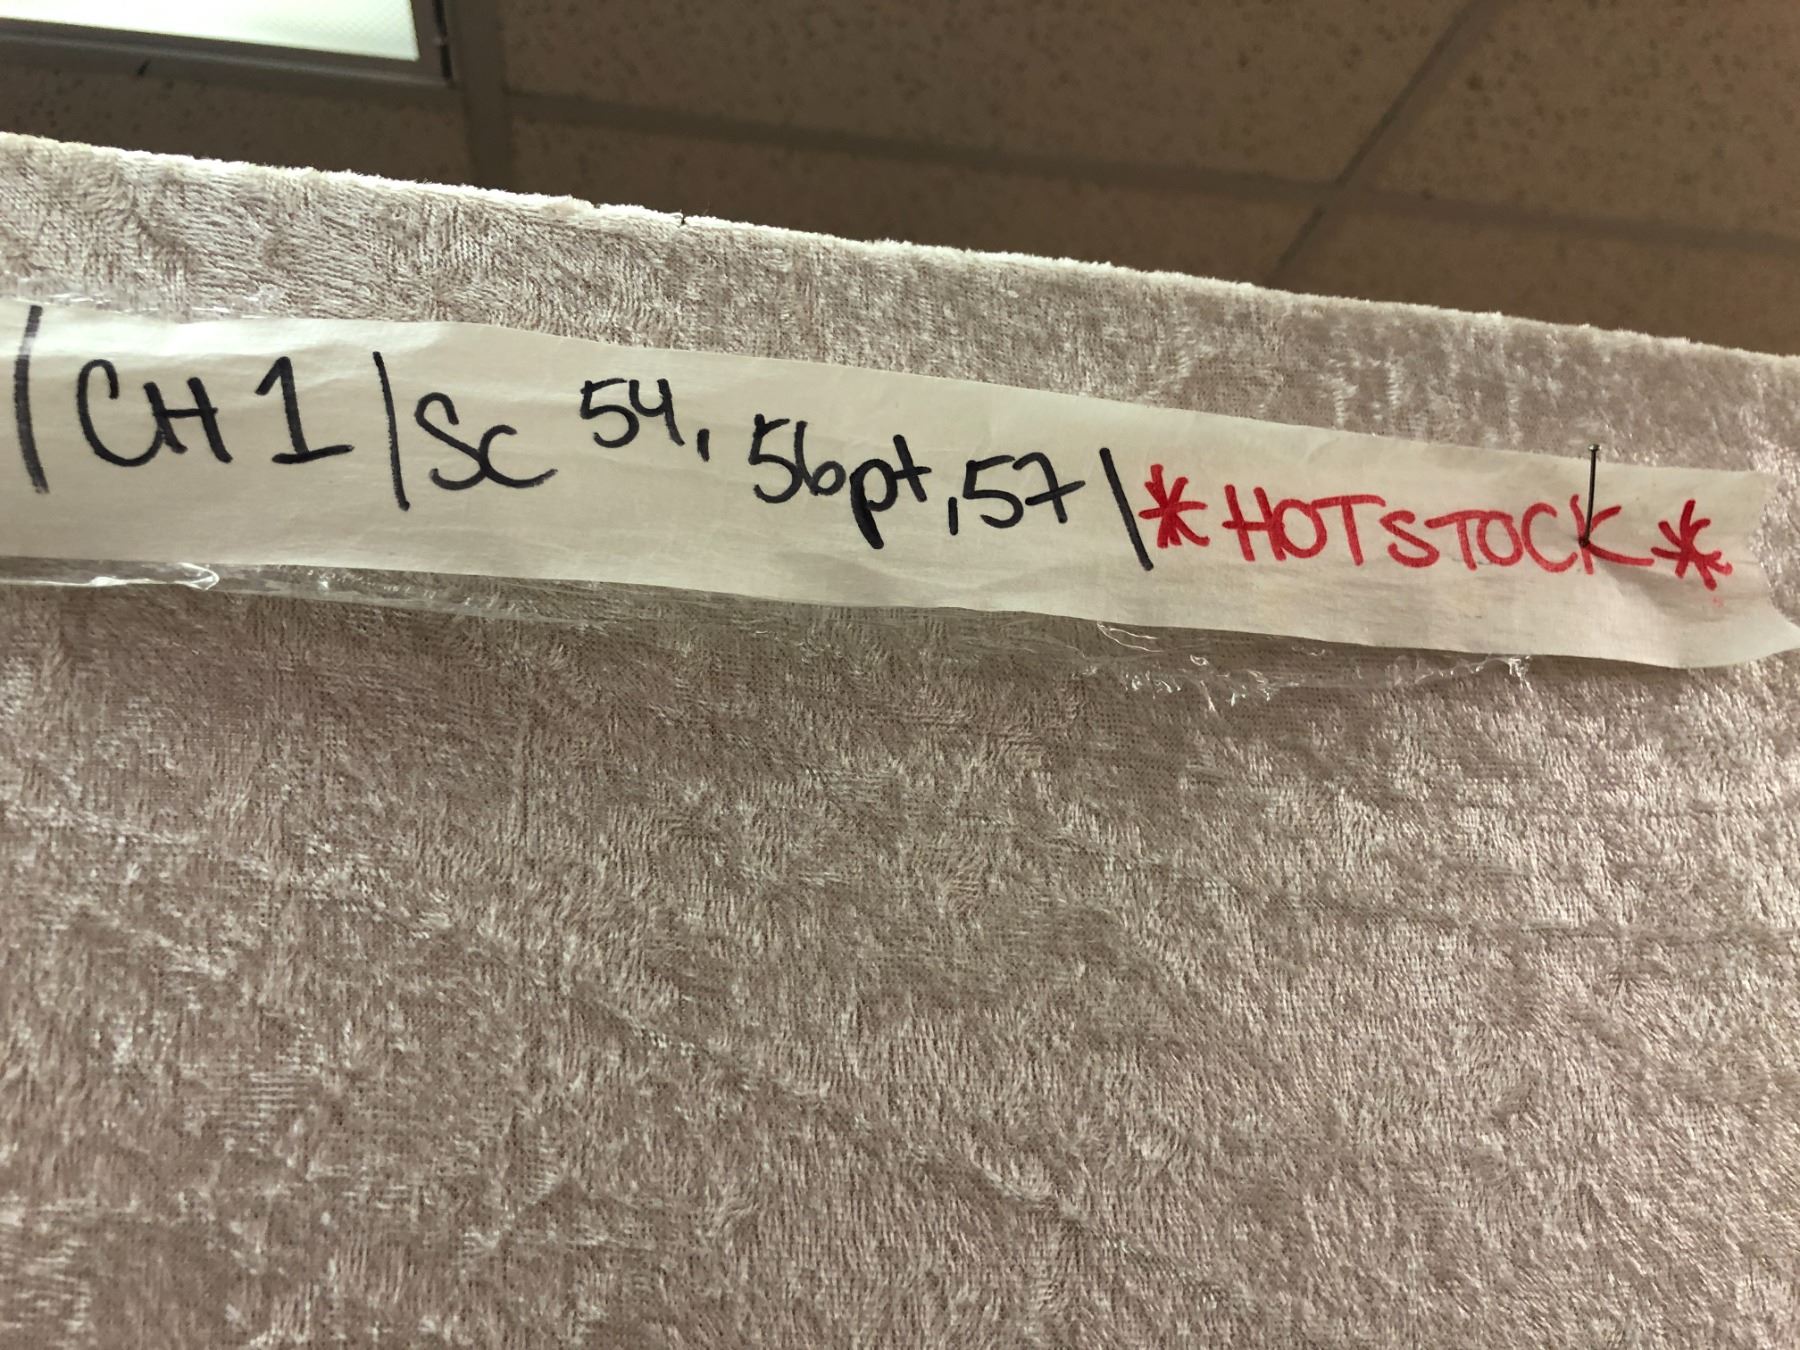 | CH 1 | Sc 54, 56pt, 57 | *HOTSTOCK*